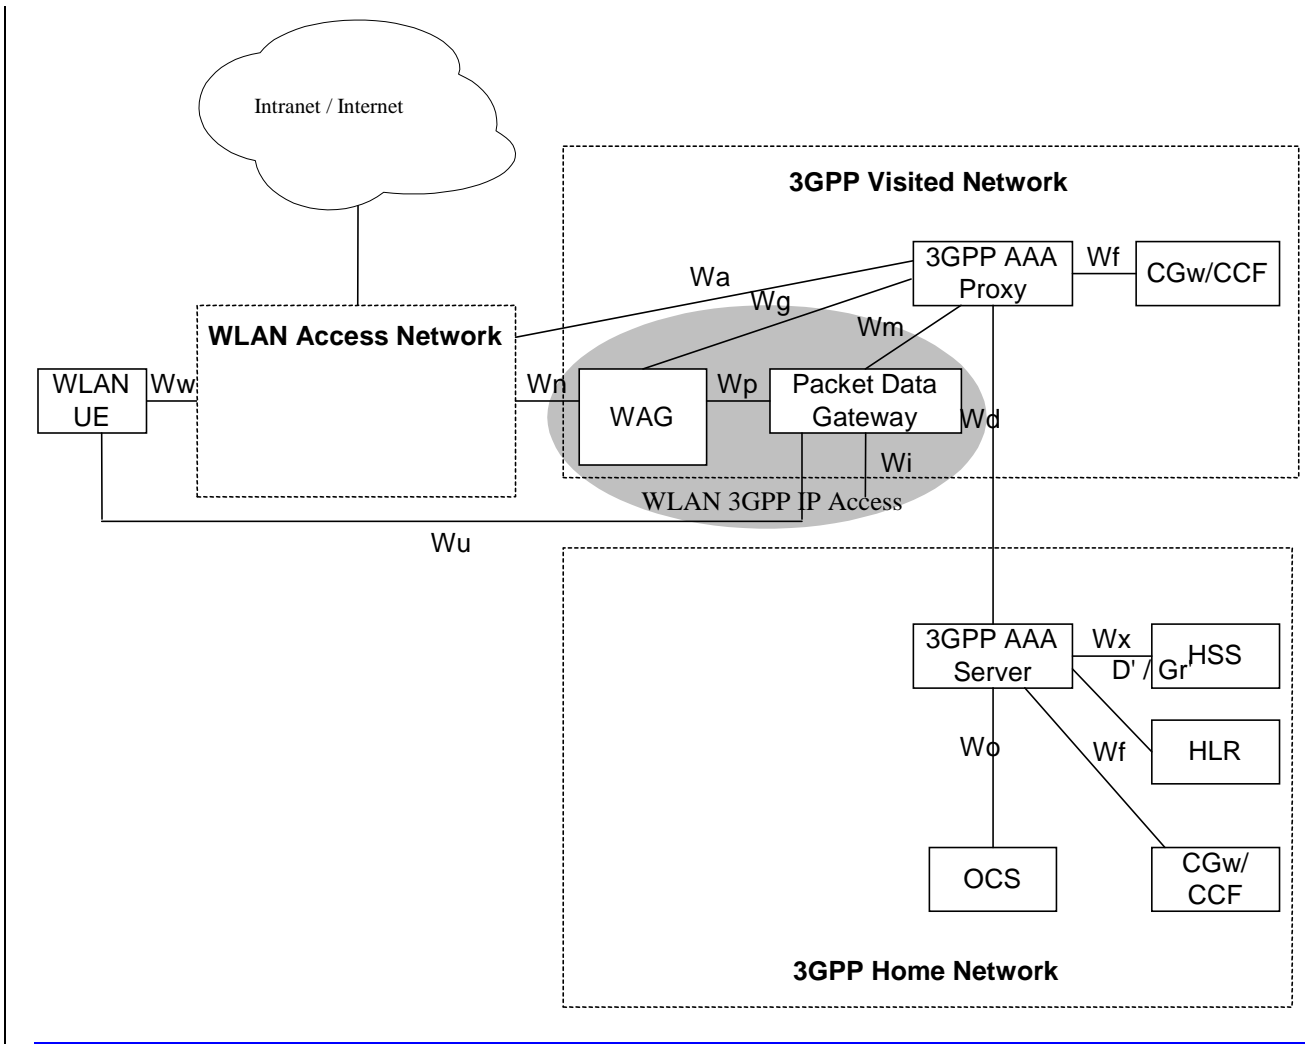 Intranet / Internet
3GPP Visited Network
3GPP AAA
Proxy
Wf
CGw/CCF
Wa
Wg
Wm
WLAN Access Network
WLAN
UE
Ww
Wn
WAG
Wp
Packet Data
Gateway
Wd
Wi
WLAN 3GPP IP Access
Wu
3GPP AAA
Server
Wx
D' / Gr'
HSS
HLR
Wo
Wf
OCS
CGw/
CCF
3GPP Home Network